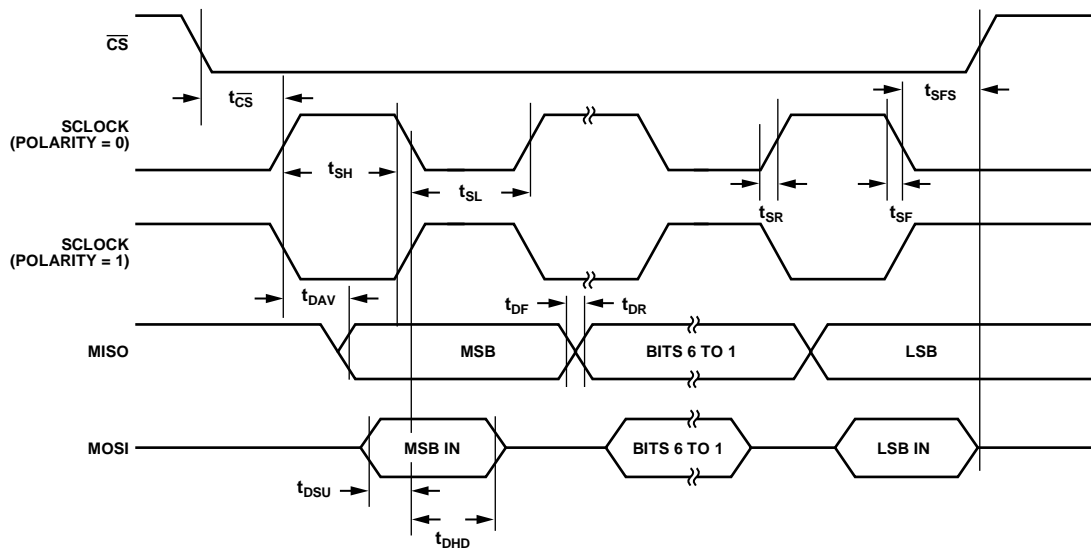 CS
tCS
tSFS
SCLOCK
(POLARITY = 0)
tSH
tSL
tSR
tSF
SCLOCK
(POLARITY = 1)
tDAV
tDF
tDR
MISO
MSB
BITS 6 TO 1
LSB
MOSI
MSB IN
BITS 6 TO 1
LSB IN
tDSU
tDHD